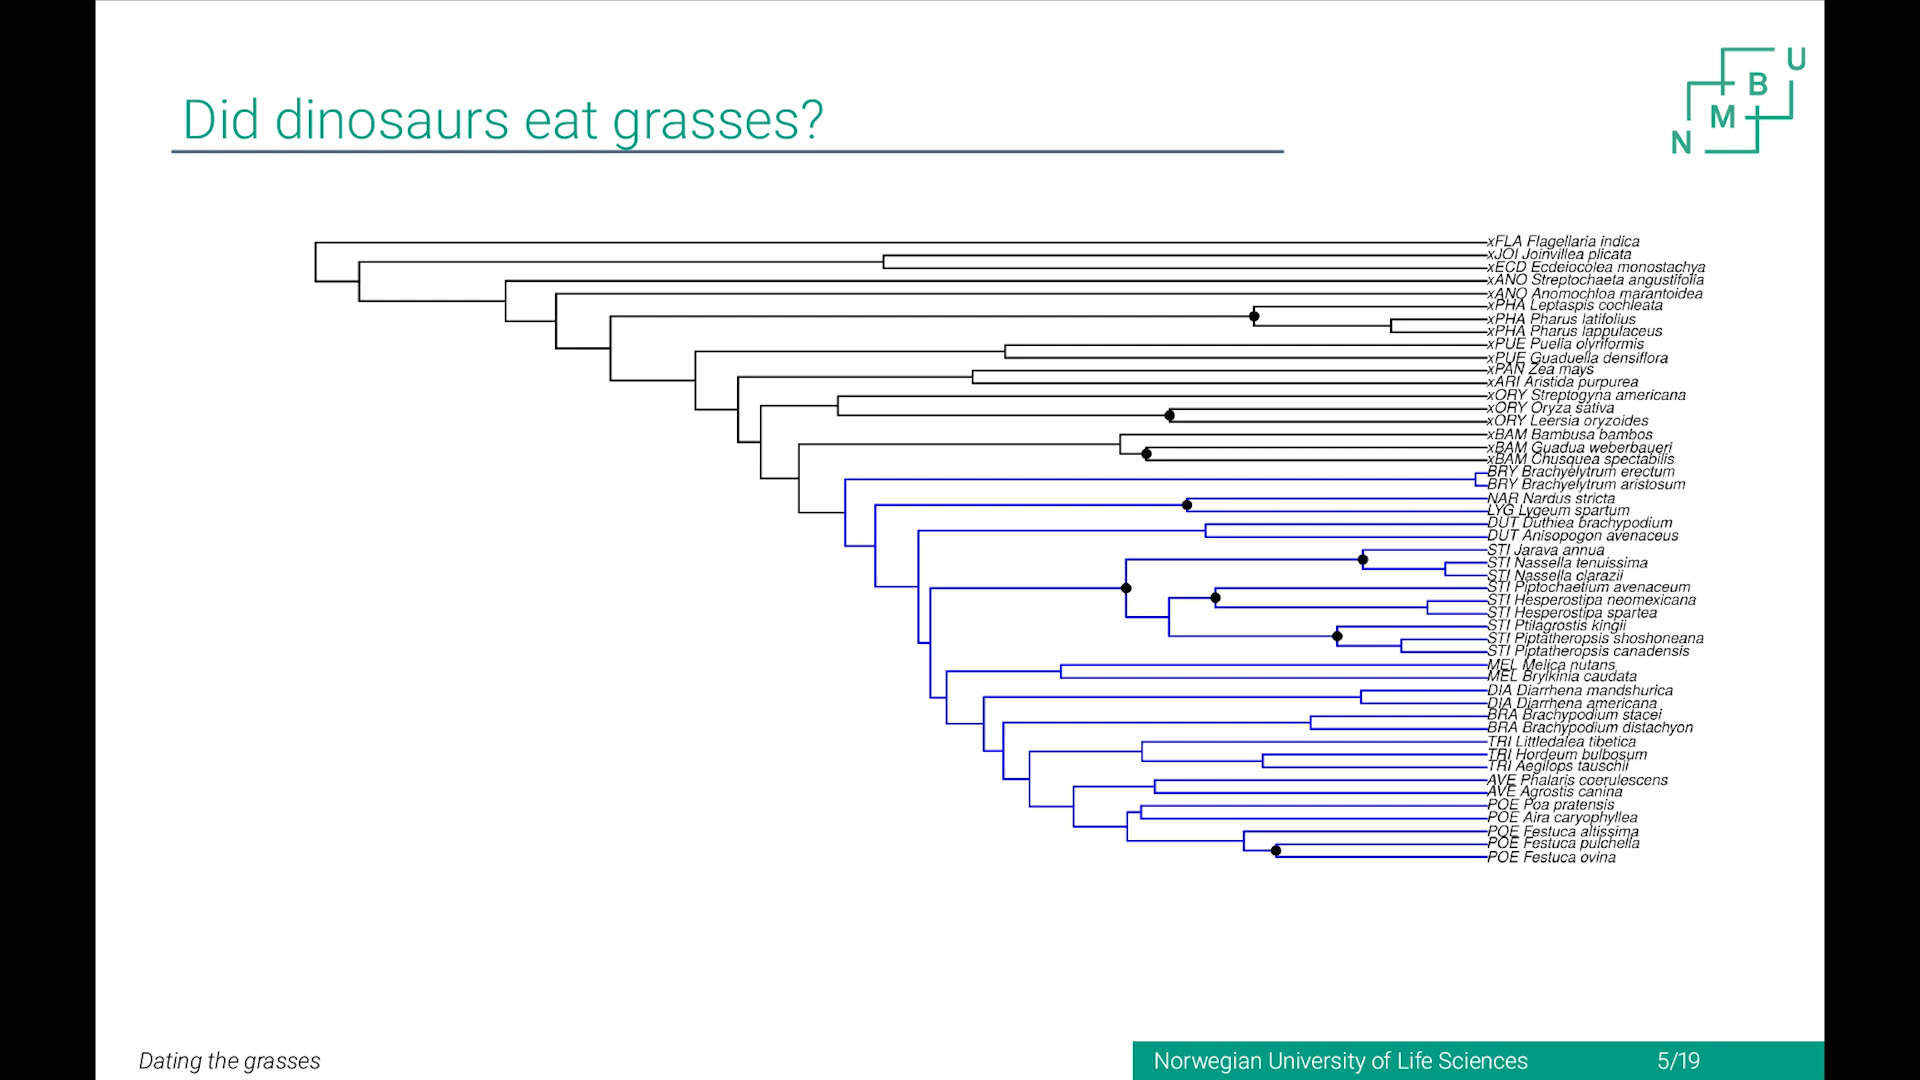 Did dinosaurs eat grasses?
N M B U
xFLA Flagellaria indica
xJOI Joinvillea plicata
xECD Ecdeiocolea monostachya
xANO Streptochaeta angustifolia
xANO Anomochloa marantoidea
xPHA Leptaspis cochleata
xPHA Pharus latifolius
xPHA Pharus lappulaceus
xPUE Puelia olyriformis
xPUE Guaduella densiflora
xPAN Zea mays
xARI Aristida purpurea
xORY Streptogyna americana
xORY Oryza sativa
xORY Leersia oryzoides
xBAM Bambusa bambos
xBAM Guadua weberbaueri
xBAM Chusquea spectabilis
BRY Brachyelytrum erectum
BRY Brachyelytrum aristosum
NAR Nardus stricta
LYG Lygeum spartum
DUT Duthiea brachypodium
DUT Anisopogon avenaceus
STI Jarava annua
STI Nassella tenuissima
STI Nassella clarazii
STI Piptochaetium avenaceum
STI Hesperostipa neomexicana
STI Hesperostipa spartea
STI Ptilagrostis kingii
STI Piptatheropsis shoshoneana
STI Piptatheropsis canadensis
MEL Melica nutans
MEL Brylkinia caudata
DIA Diarrhena mandshurica
DIA Diarrhena americana
BRA Brachypodium stacei
BRA Brachypodium distachyon
TRI Littledalea tibetica
TRI Hordeum bulbosum
TRI Aegilops tauschii
AVE Phalaris coerulescens
AVE Agrostis canina
POE Poa pratensis
POE Aira caryophyllea
POE Festuca altissima
POE Festuca pulchella
POE Festuca ovina
Dating the grasses
Norwegian University of Life Sciences
5/19